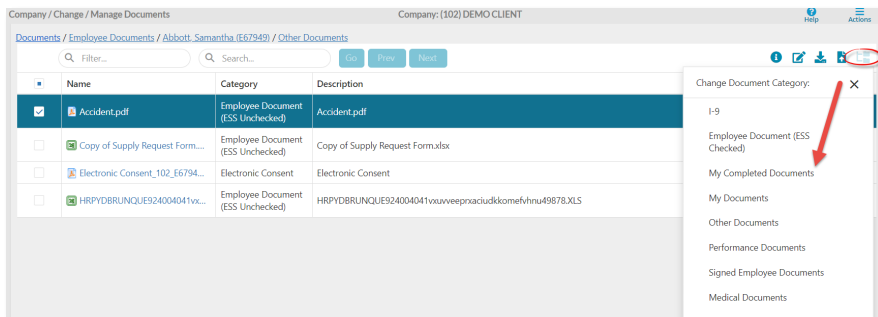 Company / Change / Manage Documents
Company: (102) DEMO CLIENT
Help
Actions
Documents / Employee Documents / Abbott, Samantha (E67949) / Other Documents
Filter...
Search...
Go
Prev
Next
Name
Category
Description
Accident.pdf
Employee Document
(ESS Unchecked)
Accident.pdf
Copy of Supply Request Form....
Employee Document
(ESS Unchecked)
Copy of Supply Request Form.xlsx
Electronic Consent_102_E6794...
Electronic Consent
Electronic Consent
HRPYDBRUNQUE924004041vx...
Employee Document
(ESS Unchecked)
HRPYDBRUNQUE924004041vxuvveeprxaciudkkomefvhnu49878.XLS
Change Document Category:
I-9
Employee Document (ESS
Checked)
My Completed Documents
My Documents
Other Documents
Performance Documents
Signed Employee Documents
Medical Documents